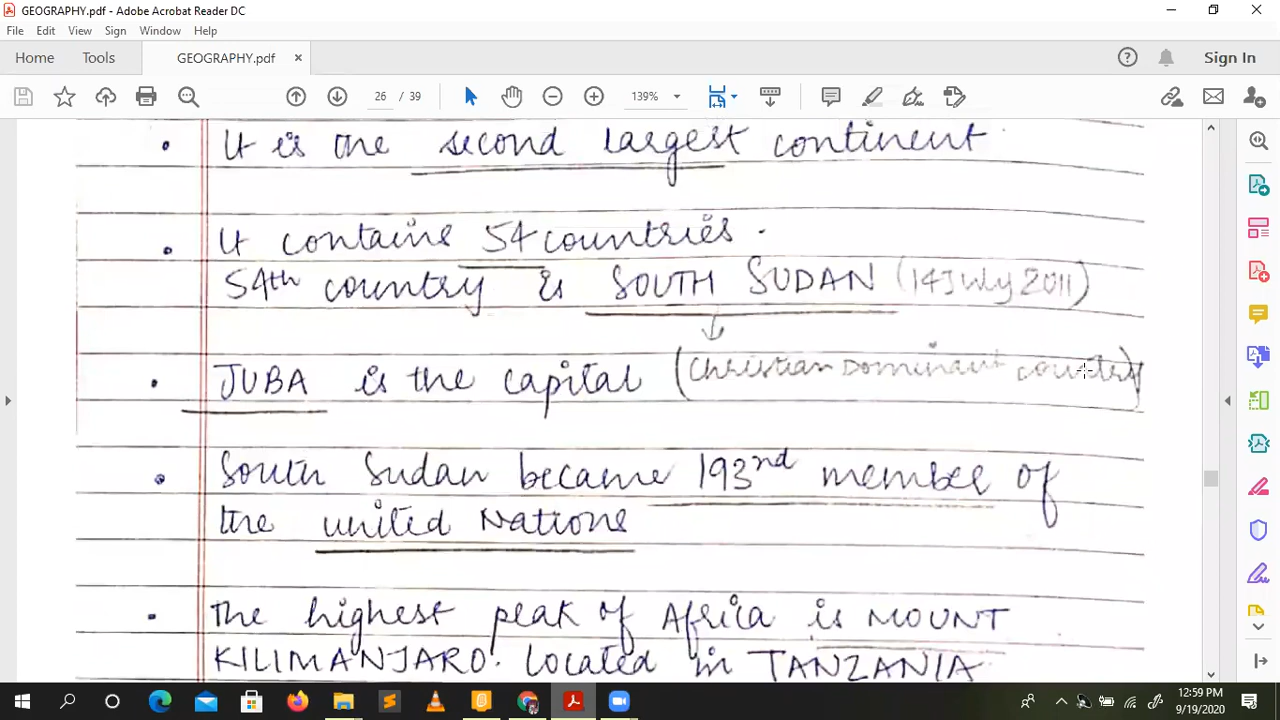 GEOGRAPHY.pdf - Adobe Acrobat Reader DC
File Edit View Sign Window Help
Home Tools GEOGRAPHY.pdf × Sign In
26 / 39 139%
• It is the second largest continent
• It contains 54 countries.
54th country is SOUTH SUDAN (14 July 2011)
• JUBA is the capital (Christian Dominant country)
• South Sudan became 193rd member of
the united Nations
• The highest peak of Africa is MOUNT
KILIMANJARO. located in TANZANIA
12:59 PM
9/19/2020